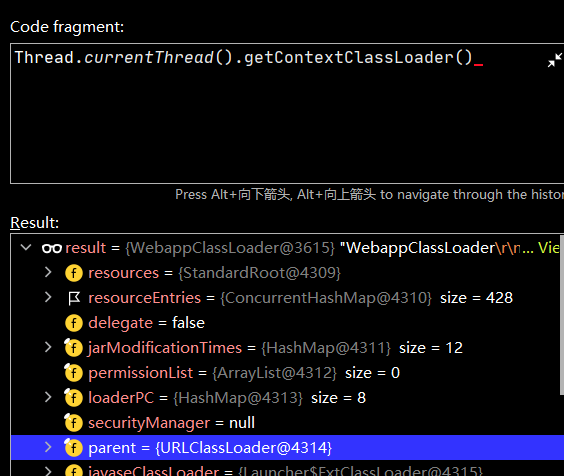 Code fragment:
Thread.currentThread().getContextClassLoader()
Press Alt+向下箭头, Alt+向上箭头 to navigate through the histor
Result:
result = {WebappClassLoader@3615} "WebappClassLoader\r\n... Vie
resources = {StandardRoot@4309}
resourceEntries = {ConcurrentHashMap@4310} size = 428
delegate = false
jarModificationTimes = {HashMap@4311} size = 12
permissionList = {ArrayList@4312} size = 0
loaderPC = {HashMap@4313} size = 8
securityManager = null
parent = {URLClassLoader@4314}
javaseClassLoader = {Launcher$ExtClassLoader@4315}